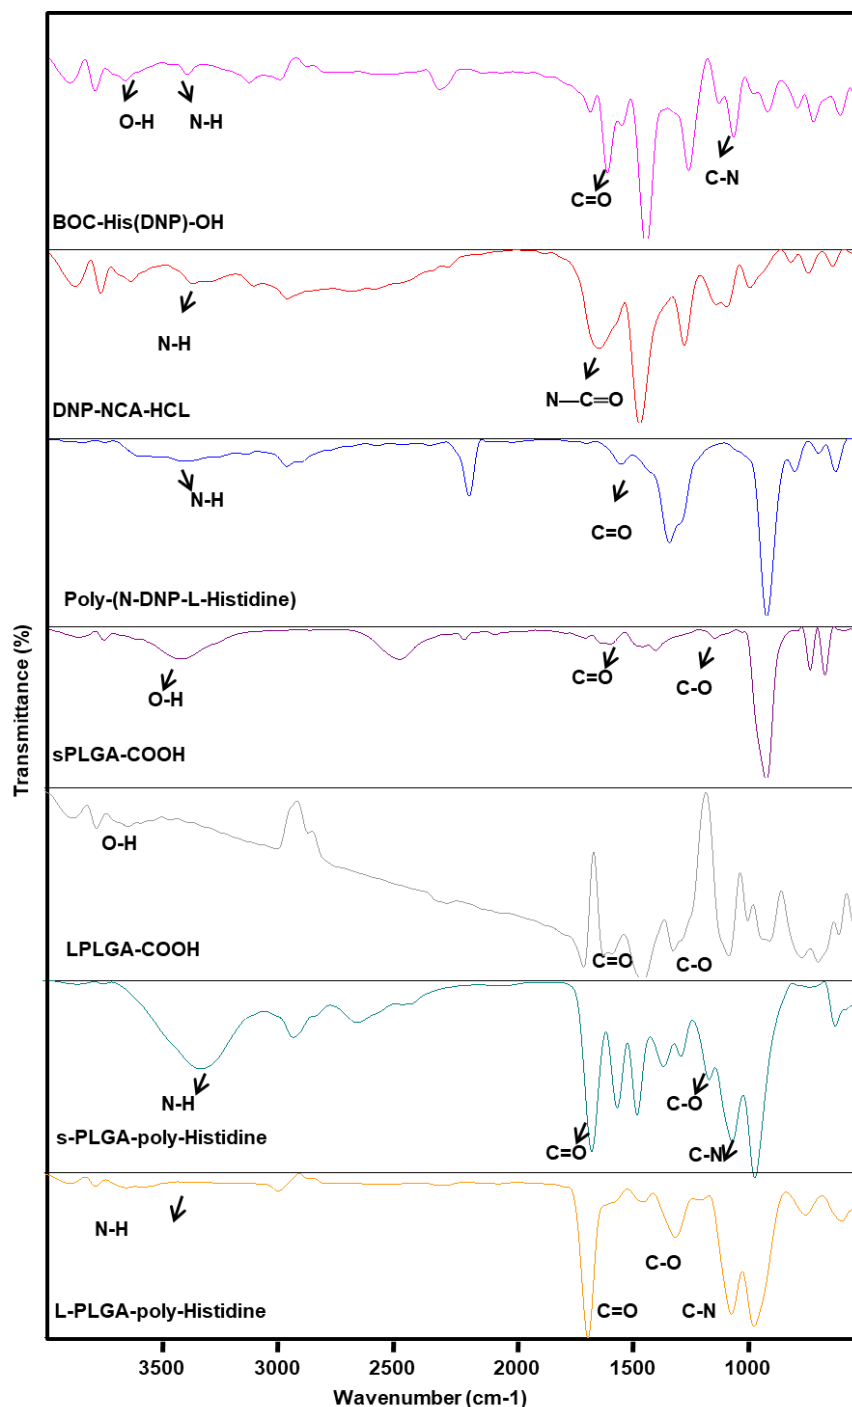 O-H
N-H
C=O
C-N
BOC-His(DNP)-OH
N-H
N—C=O
DNP-NCA-HCL
N-H
C=O
Poly-(N-DNP-L-Histidine)
O-H
C=O
C-O
sPLGA-COOH
O-H
C=O
C-O
LPLGA-COOH
N-H
C-O
C=O
C-N
s-PLGA-poly-Histidine
N-H
C-O
C=O
C-N
L-PLGA-poly-Histidine
Transmittance (%)
3500 3000 2500 2000 1500 1000
Wavenumber (cm-1)